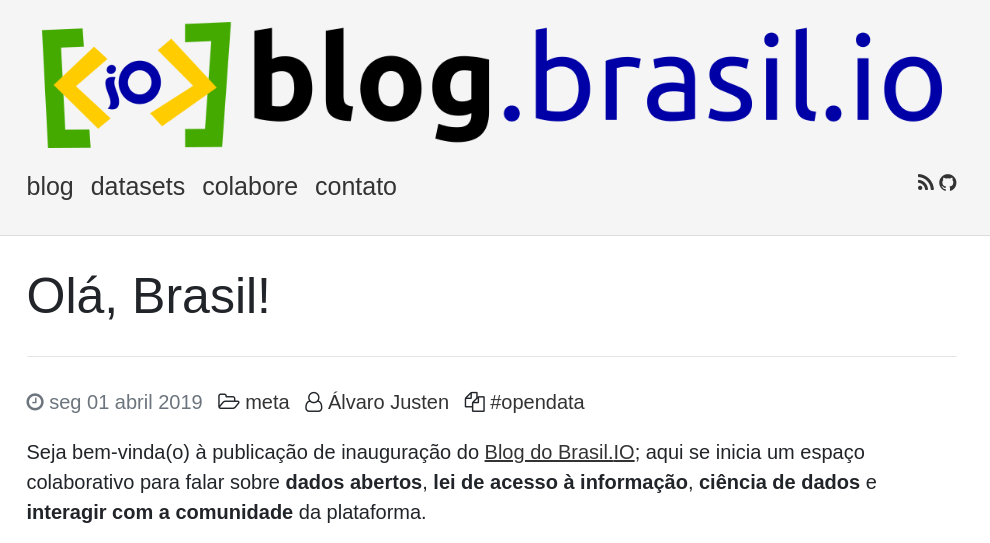 [<io>] blog.brasil.io
blog datasets colabore contato
Olá, Brasil!
seg 01 abril 2019 meta Álvaro Justen #opendata
Seja bem-vinda(o) à publicação de inauguração do Blog do Brasil.IO; aqui se inicia um espaço
colaborativo para falar sobre dados abertos, lei de acesso à informação, ciência de dados e
interagir com a comunidade da plataforma.